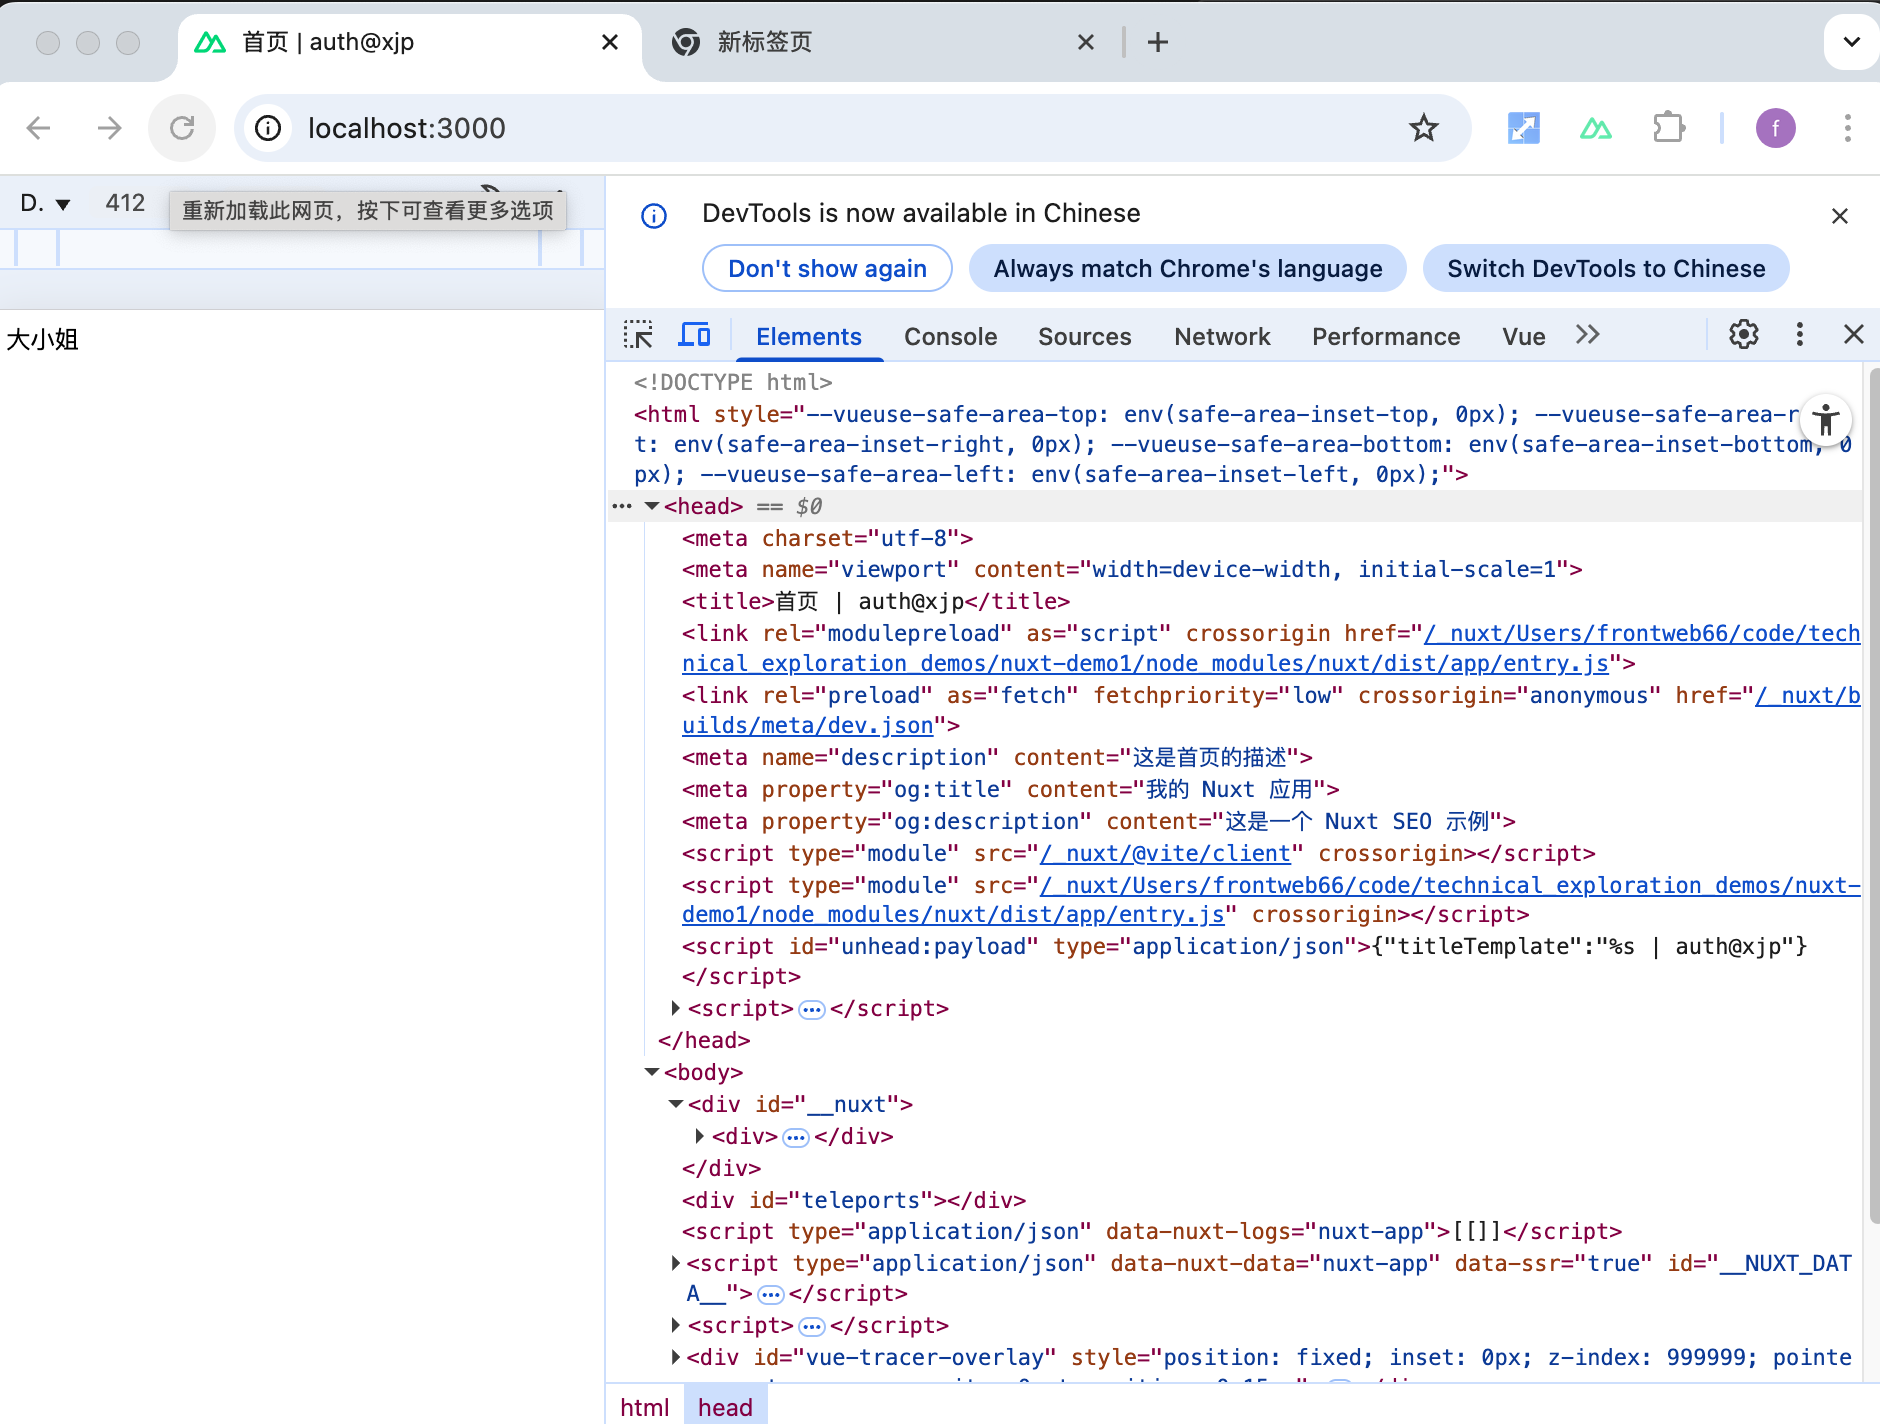 首页 | auth@xjp
新标签页
localhost:3000
f
D. ▼ 412
重新加载此网页，按下可查看更多选项
大小姐
DevTools is now available in Chinese
Don't show again
Always match Chrome's language
Switch DevTools to Chinese
Elements Console Sources Network Performance Vue
<!DOCTYPE html>
<html style="--vueuse-safe-area-top: env(safe-area-inset-top, 0px); --vueuse-safe-area-r
t: env(safe-area-inset-right, 0px); --vueuse-safe-area-bottom: env(safe-area-inset-bottom, 0
px); --vueuse-safe-area-left: env(safe-area-inset-left, 0px);">
••• ▼<head> == $0
<meta charset="utf-8">
<meta name="viewport" content="width=device-width, initial-scale=1">
<title>首页 | auth@xjp</title>
<link rel="modulepreload" as="script" crossorigin href="/_nuxt/Users/frontweb66/code/tech
nical_exploration_demos/nuxt-demo1/node_modules/nuxt/dist/app/entry.js">
<link rel="preload" as="fetch" fetchpriority="low" crossorigin="anonymous" href="/_nuxt/b
uilds/meta/dev.json">
<meta name="description" content="这是首页的描述">
<meta property="og:title" content="我的 Nuxt 应用">
<meta property="og:description" content="这是一个 Nuxt SEO 示例">
<script type="module" src="/_nuxt/@vite/client" crossorigin></script>
<script type="module" src="/_nuxt/Users/frontweb66/code/technical_exploration_demos/nuxt-
demo1/node_modules/nuxt/dist/app/entry.js" crossorigin></script>
<script id="unhead:payload" type="application/json">{"titleTemplate":"%s | auth@xjp"}
</script>
▶<script>•••</script>
</head>
▼<body>
▼<div id="__nuxt">
▶<div>•••</div>
</div>
<div id="teleports"></div>
<script type="application/json" data-nuxt-logs="nuxt-app">[[]]</script>
▶<script type="application/json" data-nuxt-data="nuxt-app" data-ssr="true" id="__NUXT_DAT
A__">•••</script>
▶<script>•••</script>
▶<div id="vue-tracer-overlay" style="position: fixed; inset: 0px; z-index: 999999; pointe
html head